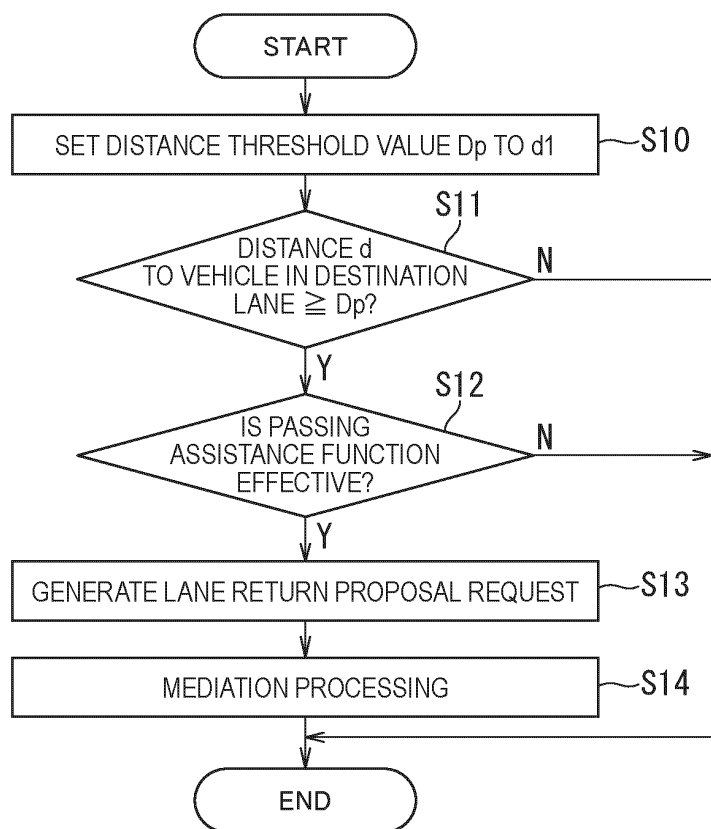 START
SET DISTANCE THRESHOLD VALUE Dp TO d1
S10
S11
DISTANCE d
TO VEHICLE IN DESTINATION
LANE ≧ Dp?
N
Y
S12
IS PASSING
ASSISTANCE FUNCTION
EFFECTIVE?
N
Y
GENERATE LANE RETURN PROPOSAL REQUEST
S13
MEDIATION PROCESSING
S14
END